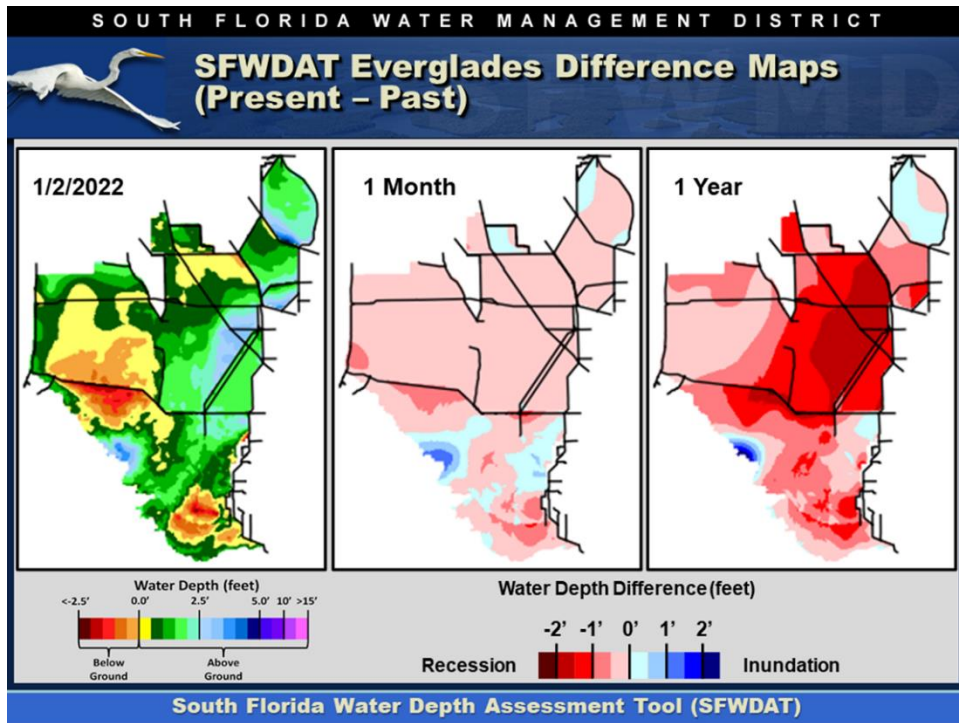 SOUTH FLORIDA WATER MANAGEMENT DISTRICT
SFWDAT Everglades Difference Maps
(Present – Past)
SFWMD
1/2/2022
1 Month
1 Year
Water Depth (feet)
<-2.5' 0.0' 2.5' 5.0' 10' >15'
Below
Ground
Above
Ground
Water Depth Difference (feet)
-2' -1' 0' 1' 2'
Recession
Inundation
South Florida Water Depth Assessment Tool (SFWDAT)